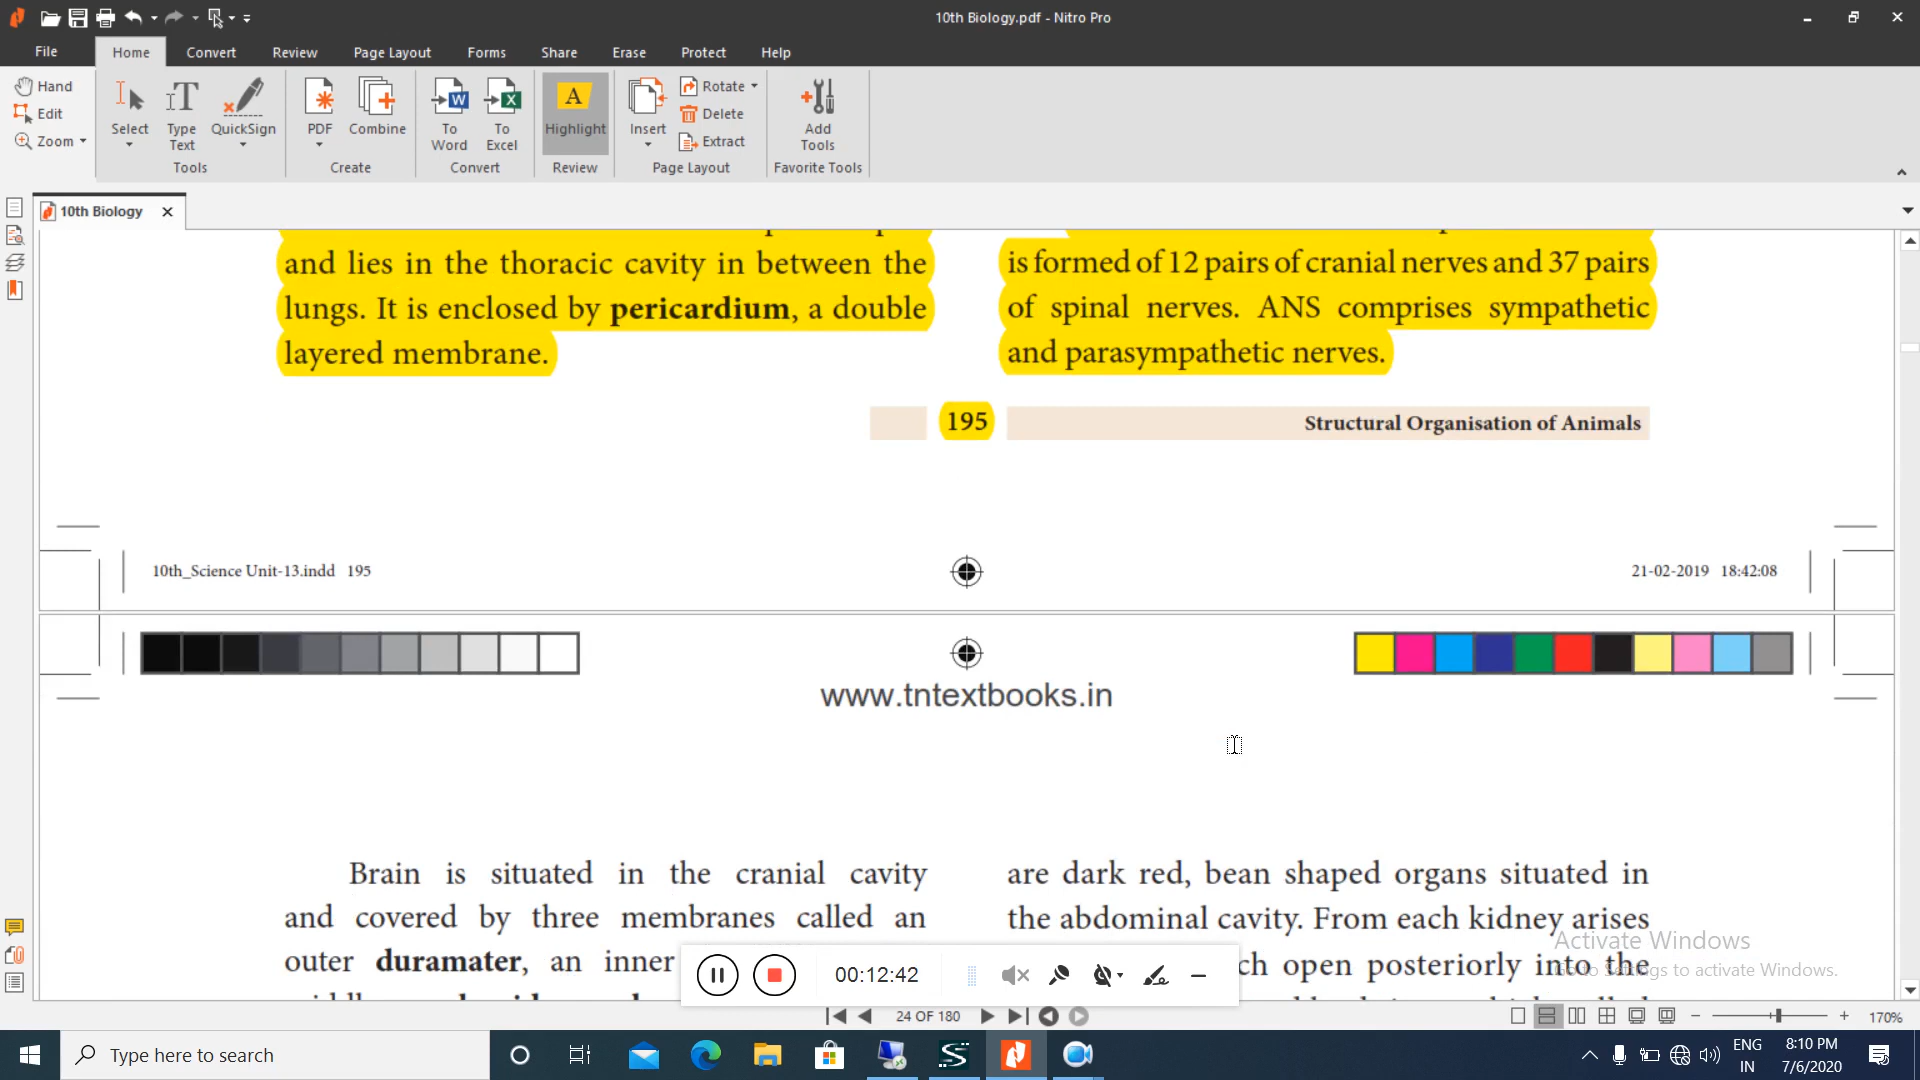 10th Biology.pdf - Nitro Pro
File Home Convert Review Page Layout Forms Share Erase Protect Help
Hand
Edit
Zoom
Select
Type
Text
QuickSign
Tools
PDF
Combine
Create
To
Word
To
Excel
Convert
A
Highlight
Review
Insert
Rotate
Delete
Extract
Page Layout
Add
Tools
Favorite Tools
10th Biology
and lies in the thoracic cavity in between the
lungs. It is enclosed by pericardium, a double
layered membrane.
is formed of 12 pairs of cranial nerves and 37 pairs
of spinal nerves. ANS comprises sympathetic
and parasympathetic nerves.
195
Structural Organisation of Animals
10th_Science Unit-13.indd 195
21-02-2019 18:42:08
www.tntextbooks.in
Brain is situated in the cranial cavity
and covered by three membranes called an
outer duramater, an inner
are dark red, bean shaped organs situated in
the abdominal cavity. From each kidney arises
ch open posteriorly into the
Activate Windows
Go to Settings to activate Windows.
00:12:42
24 OF 180
170%
Type here to search
ENG
IN
8:10 PM
7/6/2020